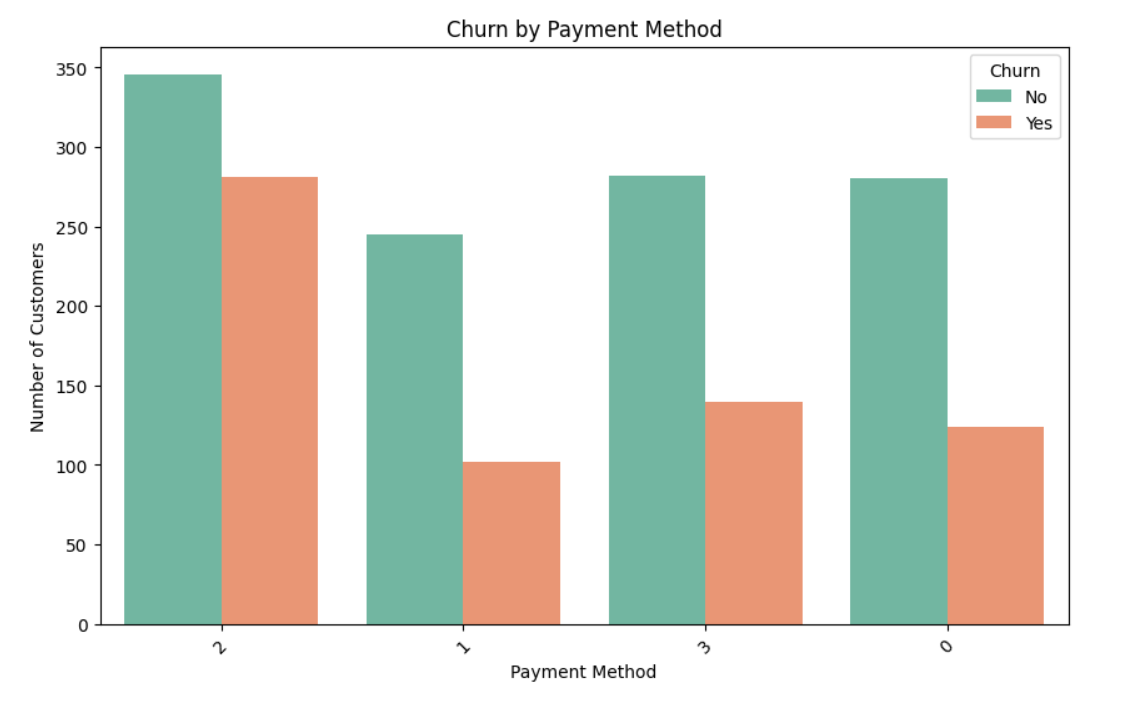 Churn by Payment Method
Churn
No
Yes
Number of Customers
350
300
250
200
150
100
50
0
2
1
3
0
Payment Method